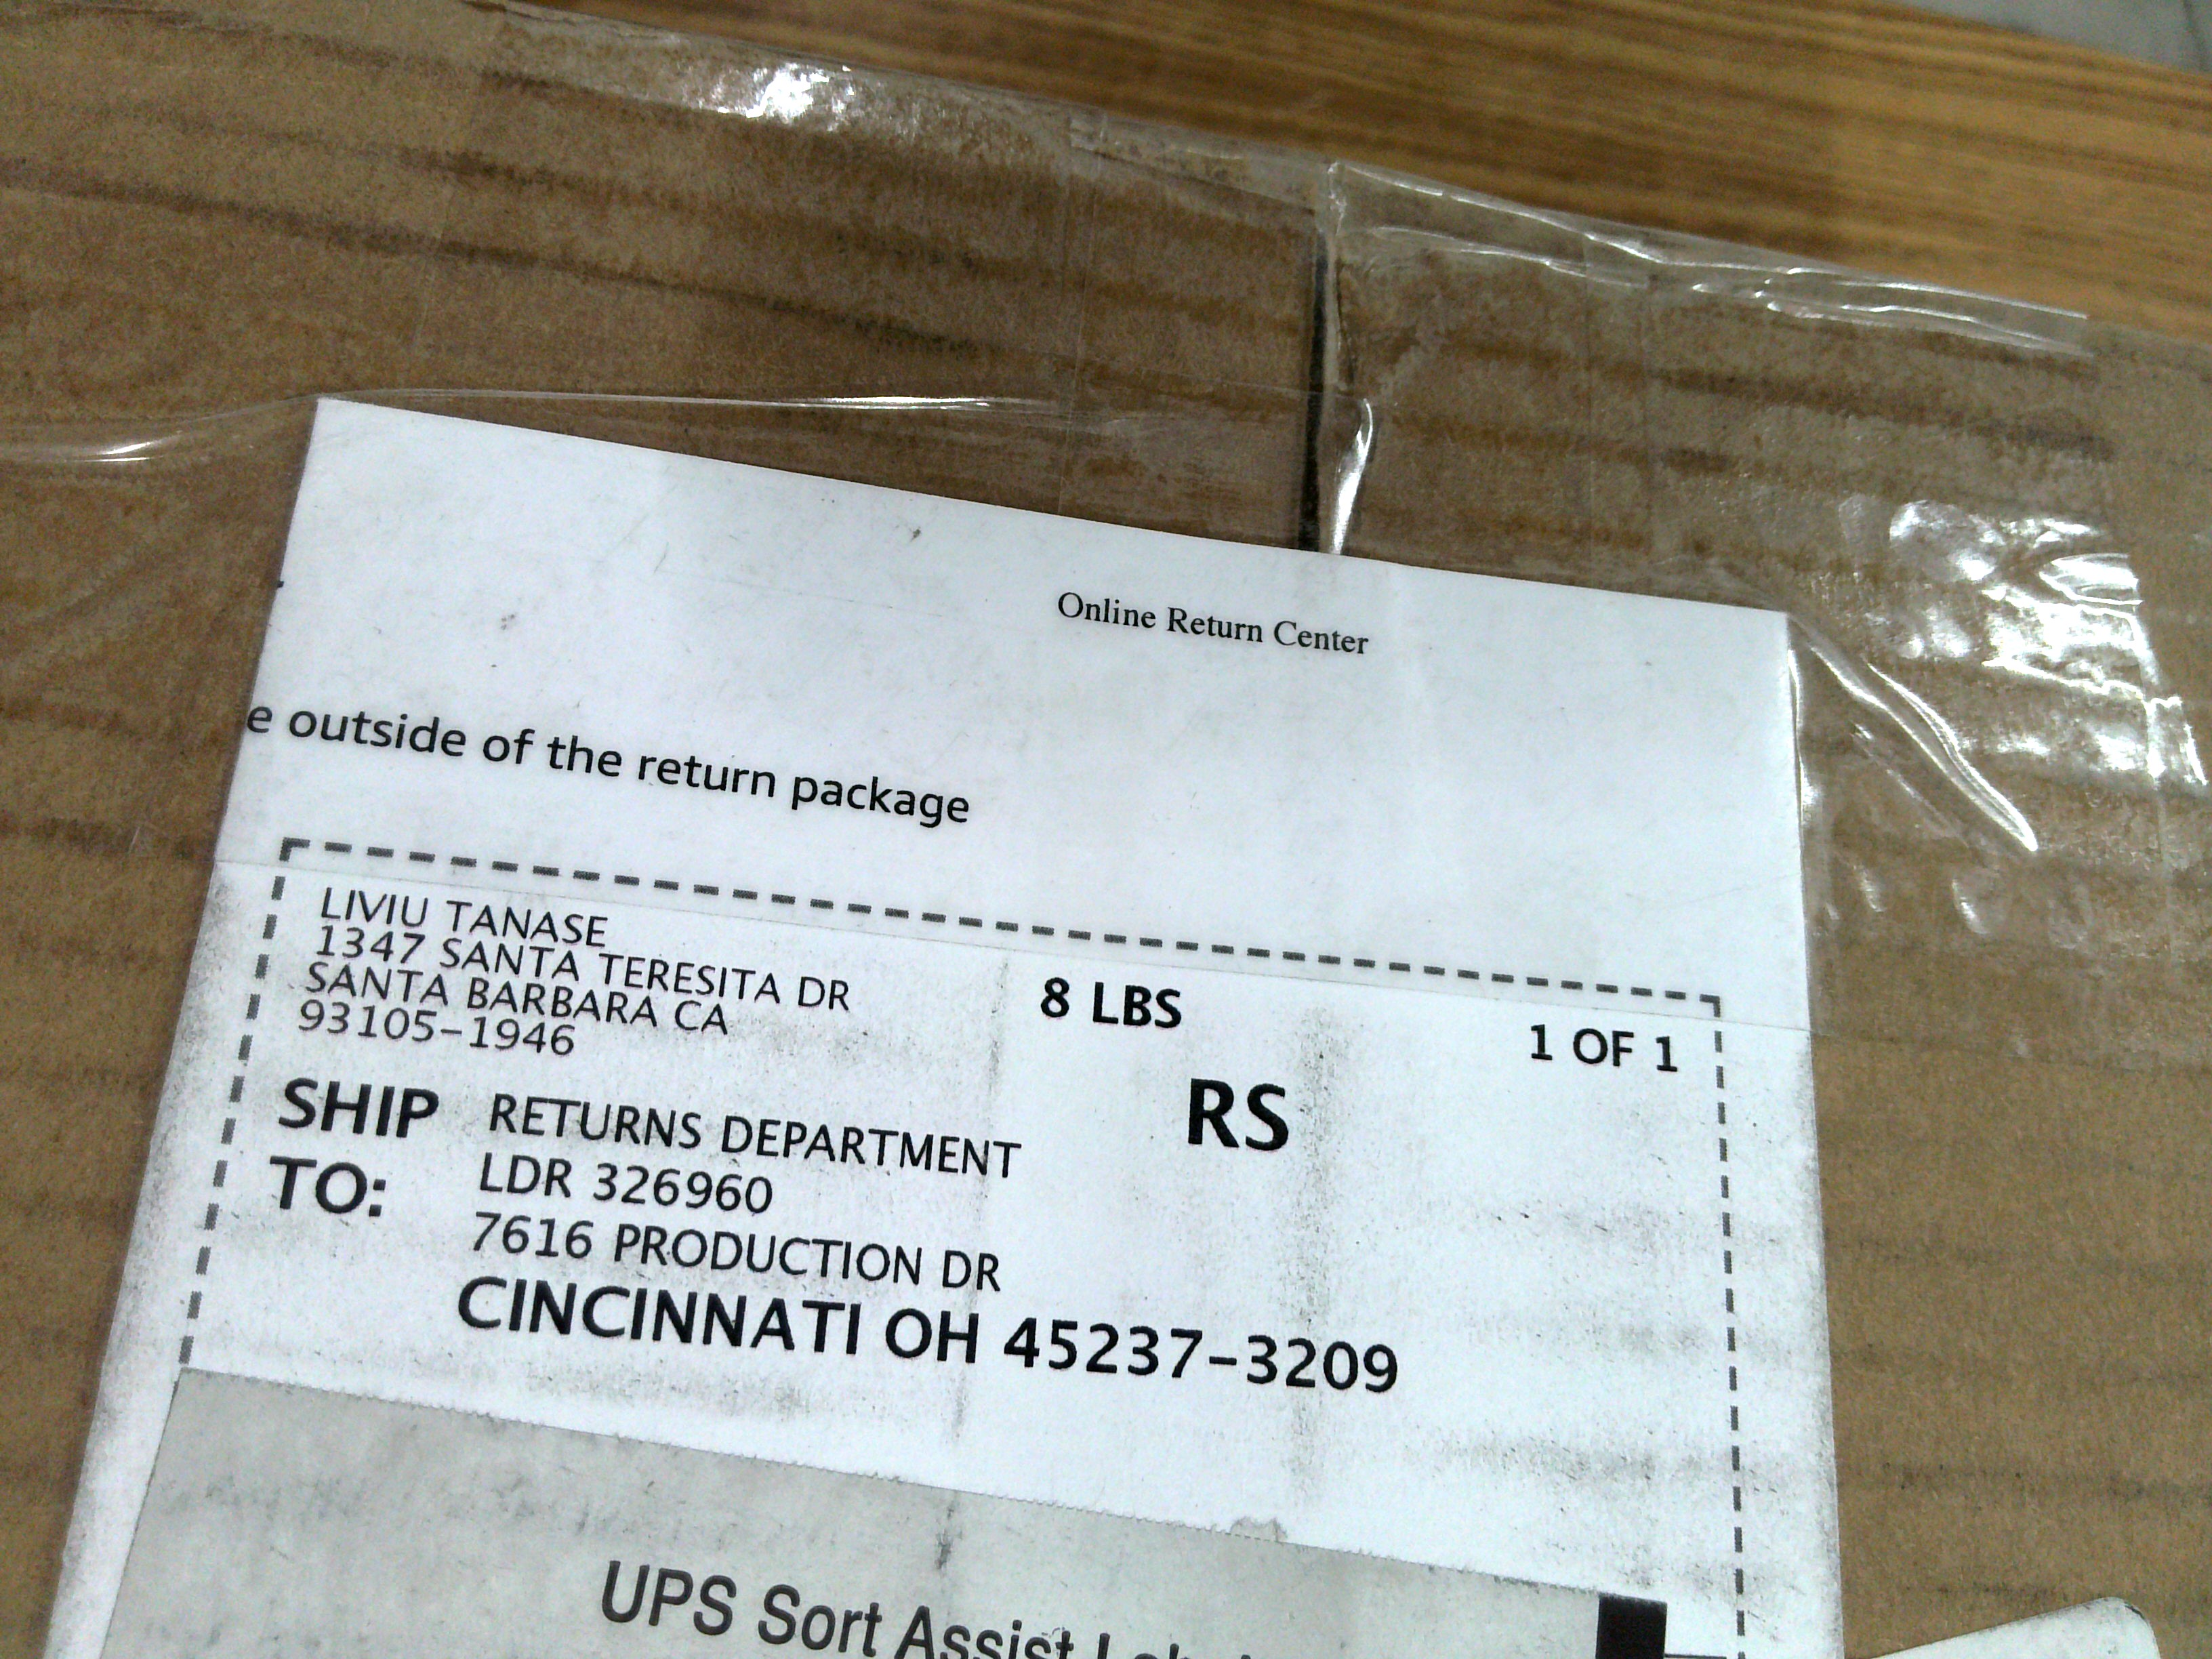 Online Return Center
e outside of the return package
LIVIU TANASE
1347 SANTA TERESITA DR
SANTA BARBARA CA
93105-1946
8 LBS
1 OF 1
RS
SHIP TO:
RETURNS DEPARTMENT
LDR 326960
7616 PRODUCTION DR
CINCINNATI OH 45237-3209
UPS Sort Assist